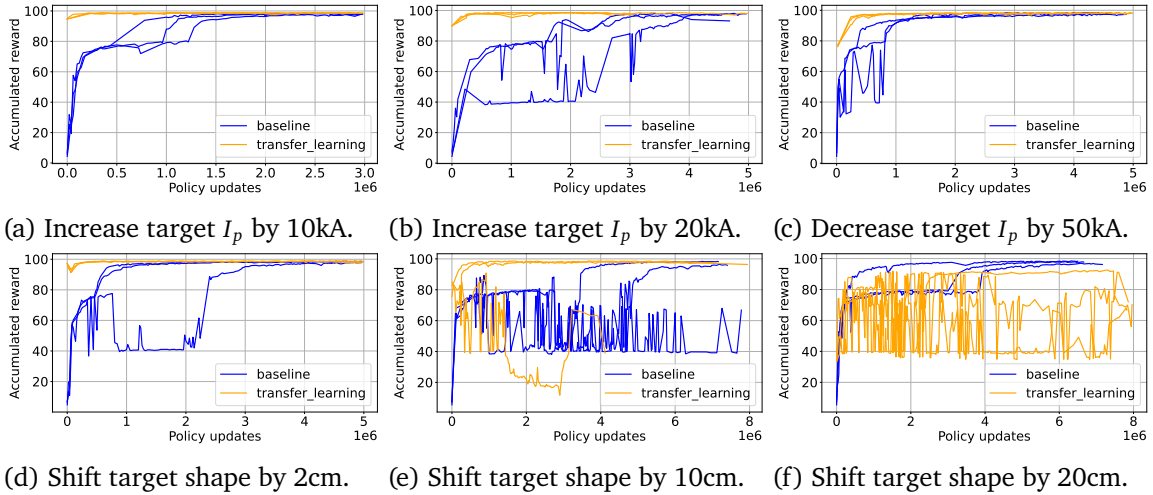 100
80
60
40
20
0
Accumulated reward
baseline
transfer_learning
0.0 0.5 1.0 1.5 2.0 2.5 3.0
1e6
Policy updates
(a) Increase target I_p by 10kA.
100
80
60
40
20
0
Accumulated reward
baseline
transfer_learning
0 1 2 3 4 5
1e6
Policy updates
(b) Increase target I_p by 20kA.
100
80
60
40
20
0
Accumulated reward
baseline
transfer_learning
0 1 2 3 4 5
1e6
Policy updates
(c) Decrease target I_p by 50kA.
100
80
60
40
20
Accumulated reward
baseline
transfer_learning
0 1 2 3 4 5
1e6
Policy updates
(d) Shift target shape by 2cm.
100
80
60
40
20
Accumulated reward
baseline
transfer_learning
0 2 4 6 8
1e6
Policy updates
(e) Shift target shape by 10cm.
100
80
60
40
20
Accumulated reward
baseline
transfer_learning
0 2 4 6 8
1e6
Policy updates
(f) Shift target shape by 20cm.